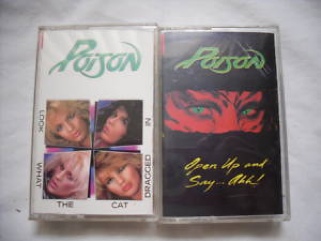 POISON
LOOK
WHAT
THE
CAT
DRAGGED
IN
POISON
Open Up and
Say...Ahh!